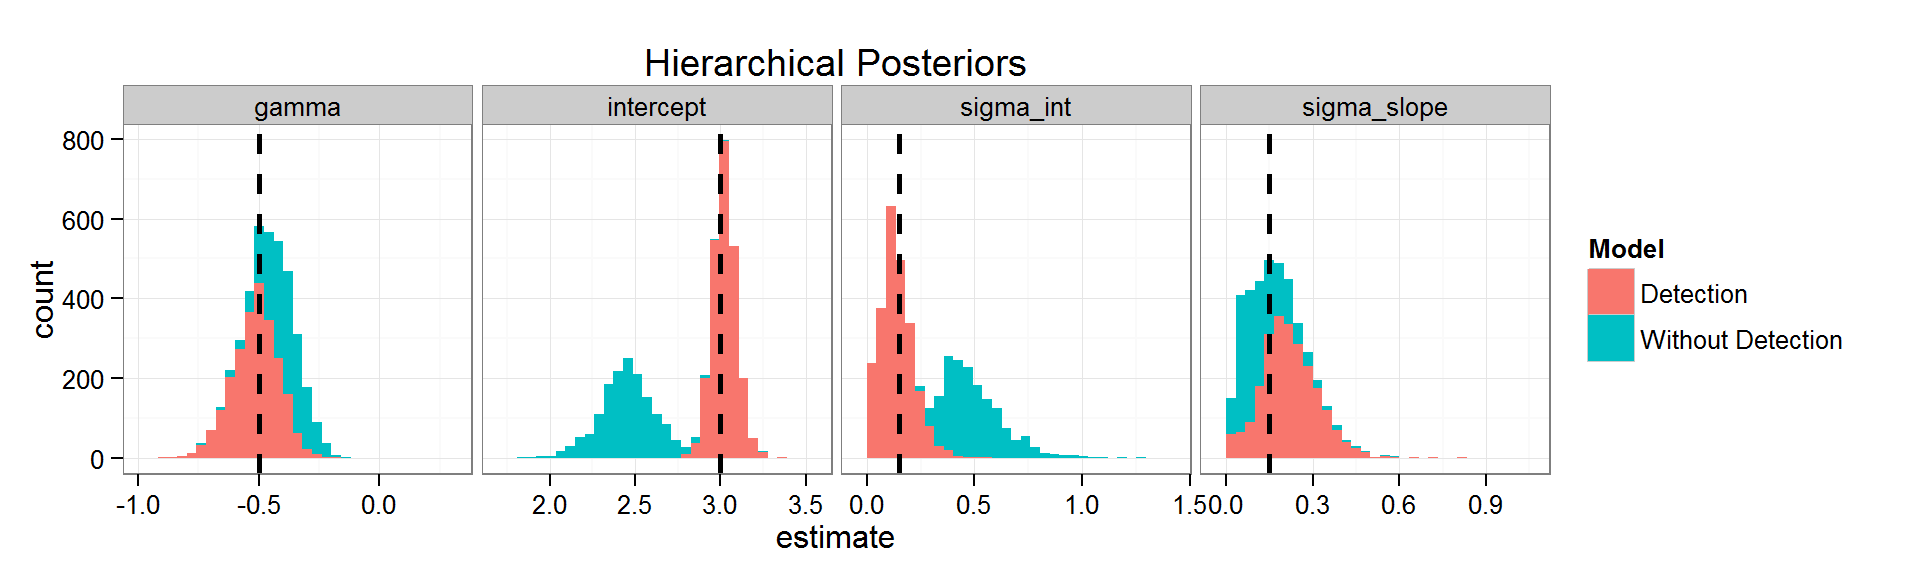 Hierarchical Posteriors
gamma
intercept
sigma_int
sigma_slope
800
600
400
200
0
count
-1.0
-0.5
0.0
2.0
2.5
3.0
3.5
0.0
0.5
1.0
1.5
0.0
0.3
0.6
0.9
estimate
Model
Detection
Without Detection